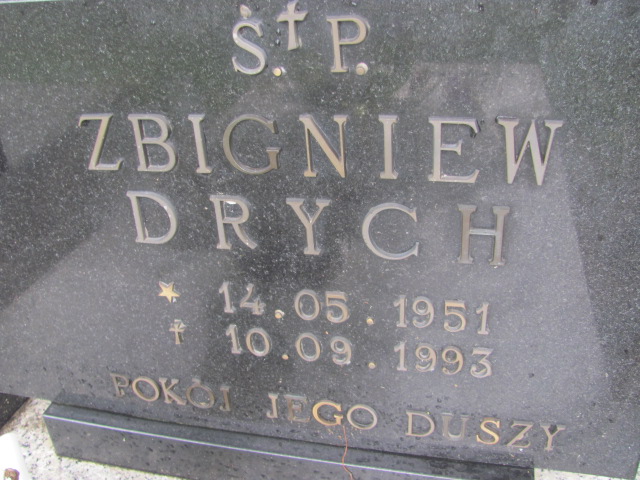 Ś.†P.
ZBIGNIEW
DRYCH
★ 14.05.1951
✝ 10.09.1993
POKÓJ JEGO DUSZY